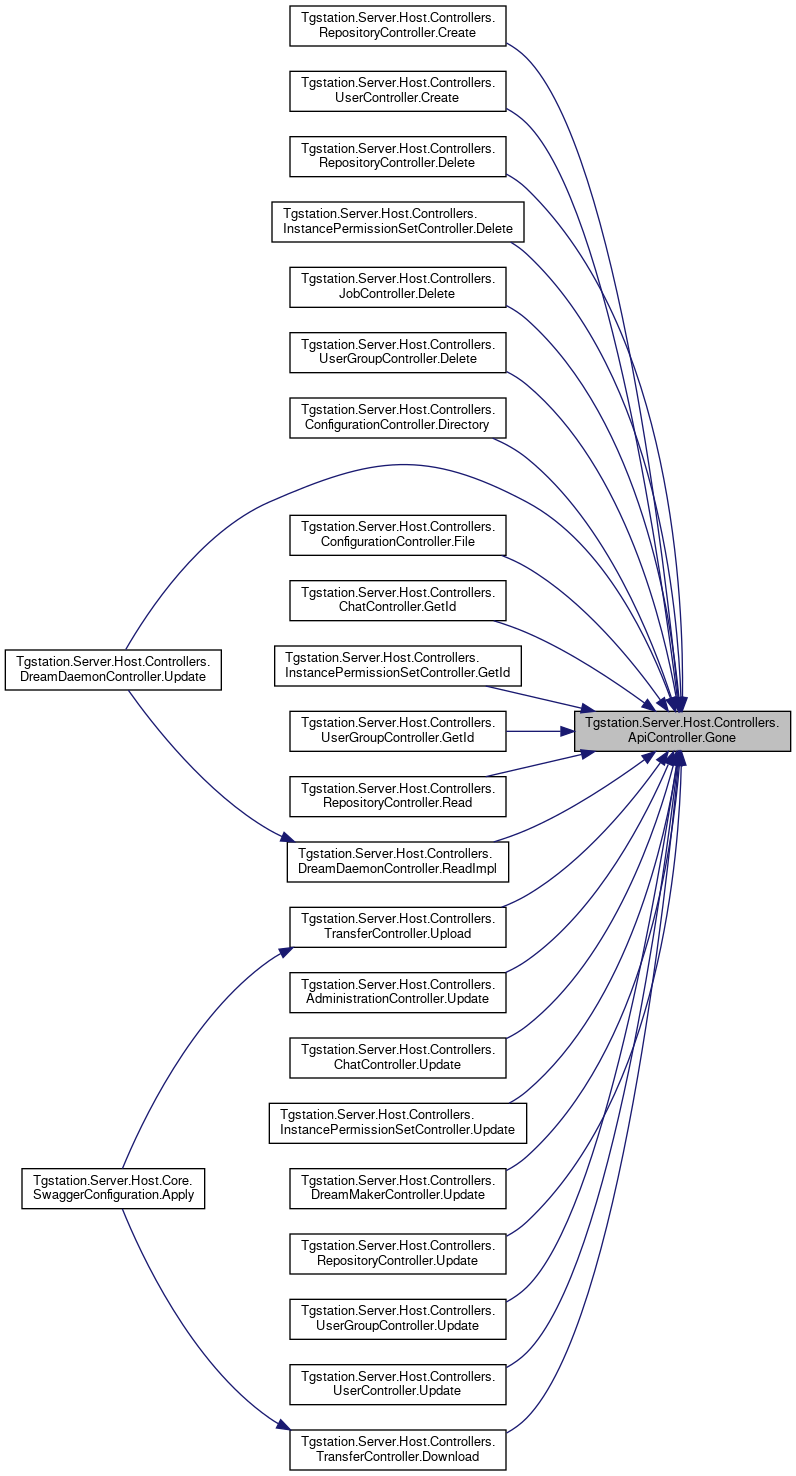 Tgstation.Server.Host.Controllers.
RepositoryController.Create
Tgstation.Server.Host.Controllers.
UserController.Create
Tgstation.Server.Host.Controllers.
RepositoryController.Delete
Tgstation.Server.Host.Controllers.
InstancePermissionSetController.Delete
Tgstation.Server.Host.Controllers.
JobController.Delete
Tgstation.Server.Host.Controllers.
UserGroupController.Delete
Tgstation.Server.Host.Controllers.
ConfigurationController.Directory
Tgstation.Server.Host.Controllers.
ConfigurationController.File
Tgstation.Server.Host.Controllers.
ChatController.GetId
Tgstation.Server.Host.Controllers.
DreamDaemonController.Update
Tgstation.Server.Host.Controllers.
InstancePermissionSetController.GetId
Tgstation.Server.Host.Controllers.
UserGroupController.GetId
Tgstation.Server.Host.Controllers.
ApiController.Gone
Tgstation.Server.Host.Controllers.
RepositoryController.Read
Tgstation.Server.Host.Controllers.
DreamDaemonController.ReadImpl
Tgstation.Server.Host.Controllers.
TransferController.Upload
Tgstation.Server.Host.Controllers.
AdministrationController.Update
Tgstation.Server.Host.Controllers.
ChatController.Update
Tgstation.Server.Host.Controllers.
InstancePermissionSetController.Update
Tgstation.Server.Host.Core.
SwaggerConfiguration.Apply
Tgstation.Server.Host.Controllers.
DreamMakerController.Update
Tgstation.Server.Host.Controllers.
RepositoryController.Update
Tgstation.Server.Host.Controllers.
UserGroupController.Update
Tgstation.Server.Host.Controllers.
UserController.Update
Tgstation.Server.Host.Controllers.
TransferController.Download